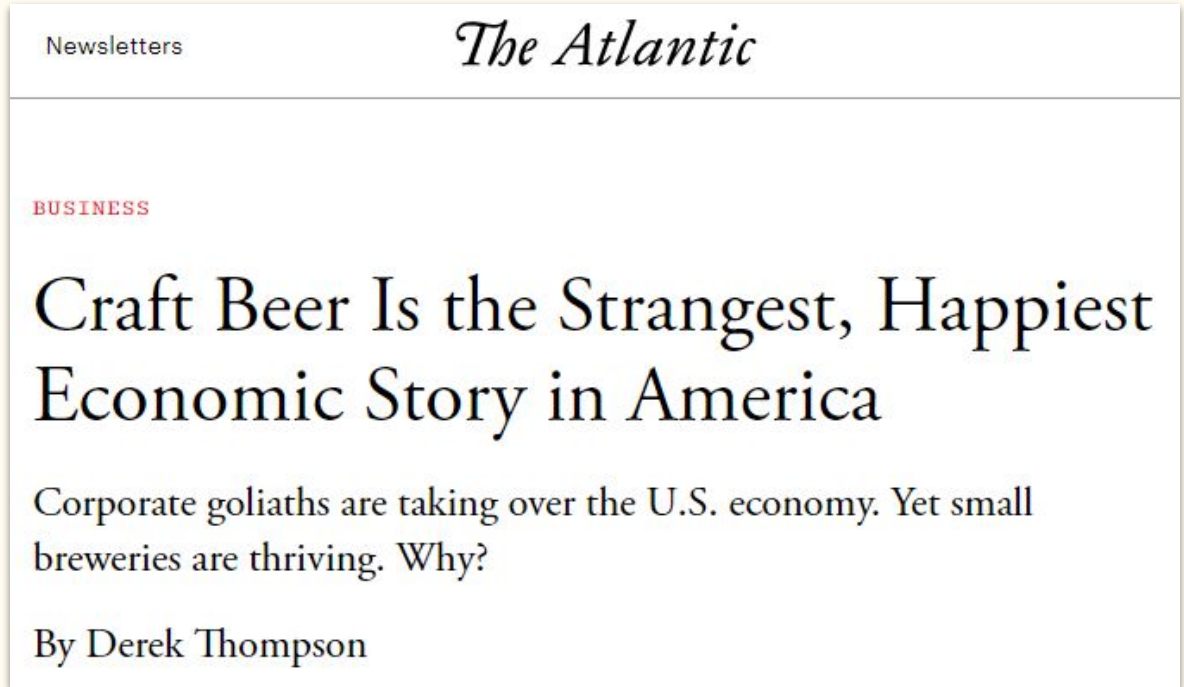 Newsletters
The Atlantic
BUSINESS
Craft Beer Is the Strangest, Happiest
Economic Story in America
Corporate goliaths are taking over the U.S. economy. Yet small
breweries are thriving. Why?
By Derek Thompson